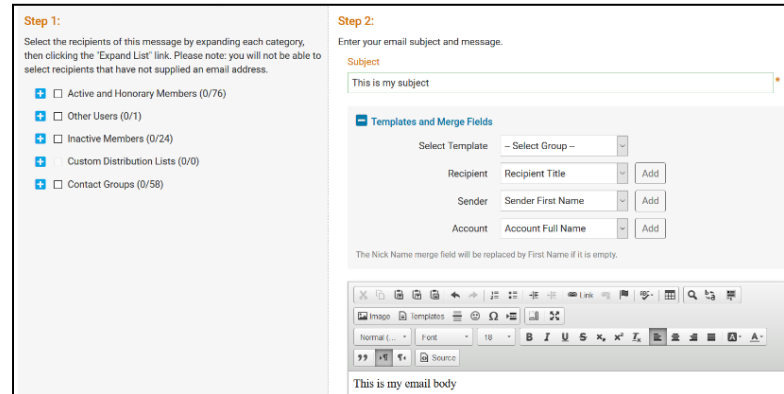 Step 1:
Select the recipients of this message by expanding each category,
then clicking the "Expand List" link. Please note: you will not be able to
select recipients that have not supplied an email address.
Active and Honorary Members (0/76)
Other Users (0/1)
Inactive Members (0/24)
Custom Distribution Lists (0/0)
Contact Groups (0/58)
Step 2:
Enter your email subject and message.
Subject
This is my subject *
Templates and Merge Fields
Select Template -- Select Group --
Recipient Recipient Title Add
Sender Sender First Name Add
Account Account Full Name Add
The Nick Name merge field will be replaced by First Name if it is empty.
Link
Image Templates Ω
Normal (... Font 18 B I U S x₂ x² Ix A A
Source
This is my email body